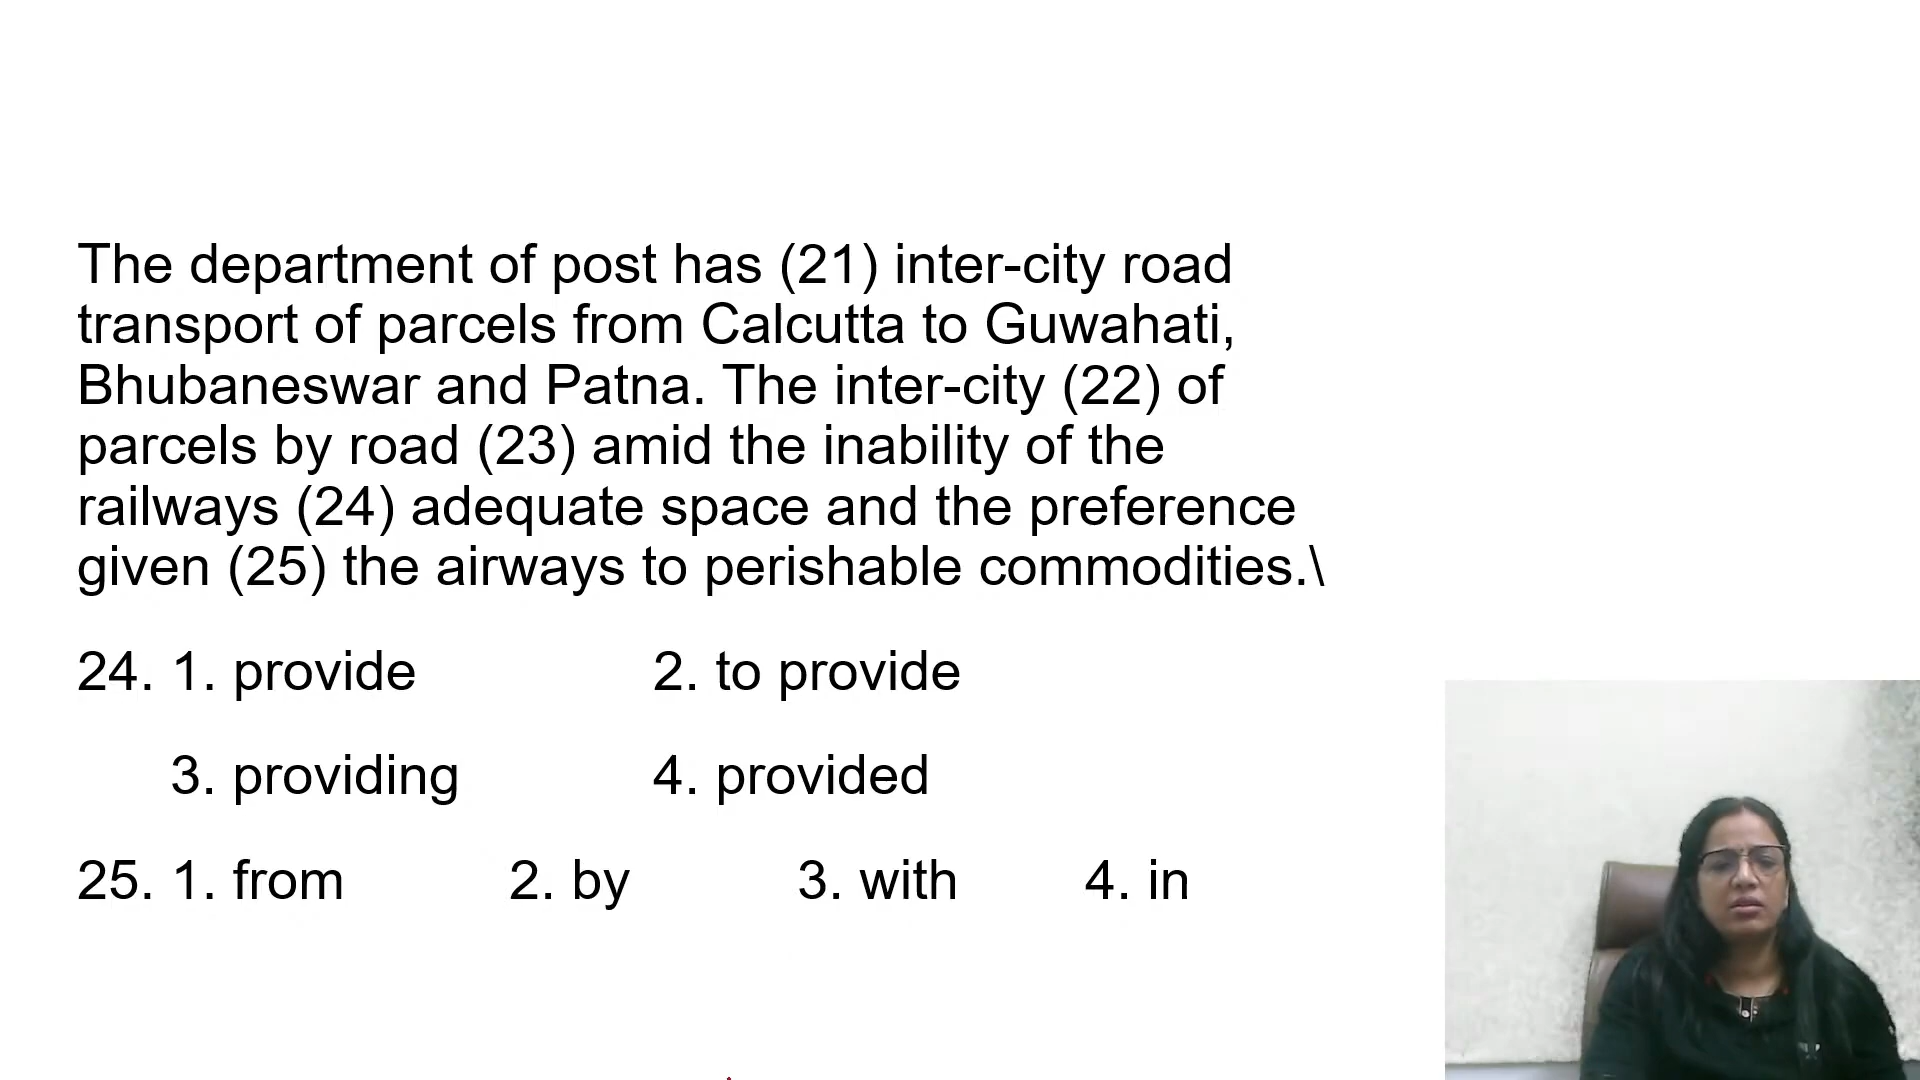 The department of post has (21) inter-city road
transport of parcels from Calcutta to Guwahati,
Bhubaneswar and Patna. The inter-city (22) of
parcels by road (23) amid the inability of the
railways (24) adequate space and the preference
given (25) the airways to perishable commodities.\
24. 1. provide 2. to provide
3. providing 4. provided
25. 1. from 2. by 3. with 4. in